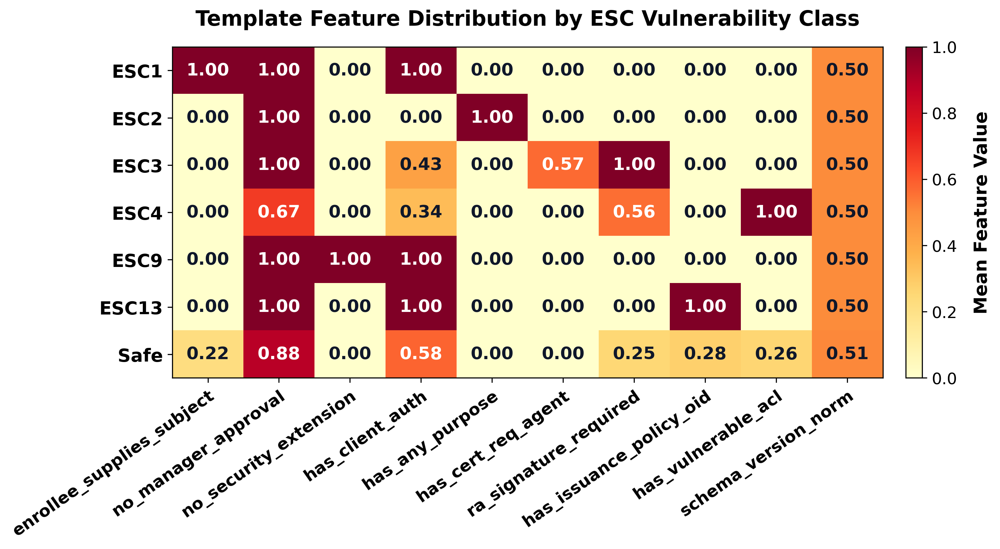 Template Feature Distribution by ESC Vulnerability Class
ESC1 1.00 1.00 0.00 1.00 0.00 0.00 0.00 0.00 0.00 0.50
ESC2 0.00 1.00 0.00 0.00 1.00 0.00 0.00 0.00 0.00 0.50
ESC3 0.00 1.00 0.00 0.43 0.00 0.57 1.00 0.00 0.00 0.50
ESC4 0.00 0.67 0.00 0.34 0.00 0.00 0.56 0.00 1.00 0.50
ESC9 0.00 1.00 1.00 1.00 0.00 0.00 0.00 0.00 0.00 0.50
ESC13 0.00 1.00 0.00 1.00 0.00 0.00 0.00 1.00 0.00 0.50
Safe 0.22 0.88 0.00 0.58 0.00 0.00 0.25 0.28 0.26 0.51
enrollee_supplies_subject
no_manager_approval
no_security_extension
has_client_auth
has_any_purpose
has_cert_req_agent
ra_signature_required
has_issuance_policy_oid
has_vulnerable_acl
schema_version_norm
1.0
0.8
0.6
0.4
0.2
0.0
Mean Feature Value